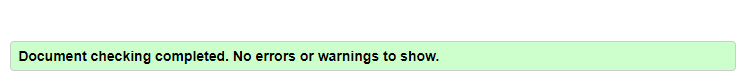 Document checking completed. No errors or warnings to show.